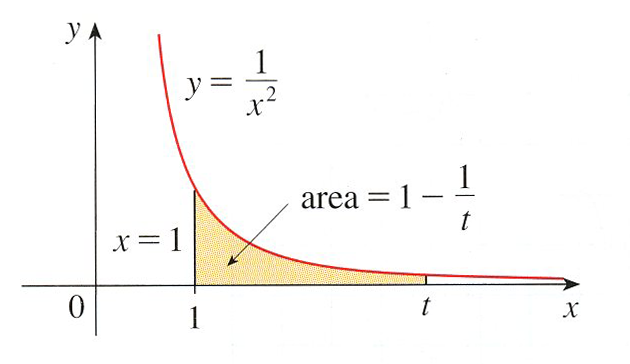 y
y = 1/x²
area = 1 − 1/t
x = 1
0
1
t
x